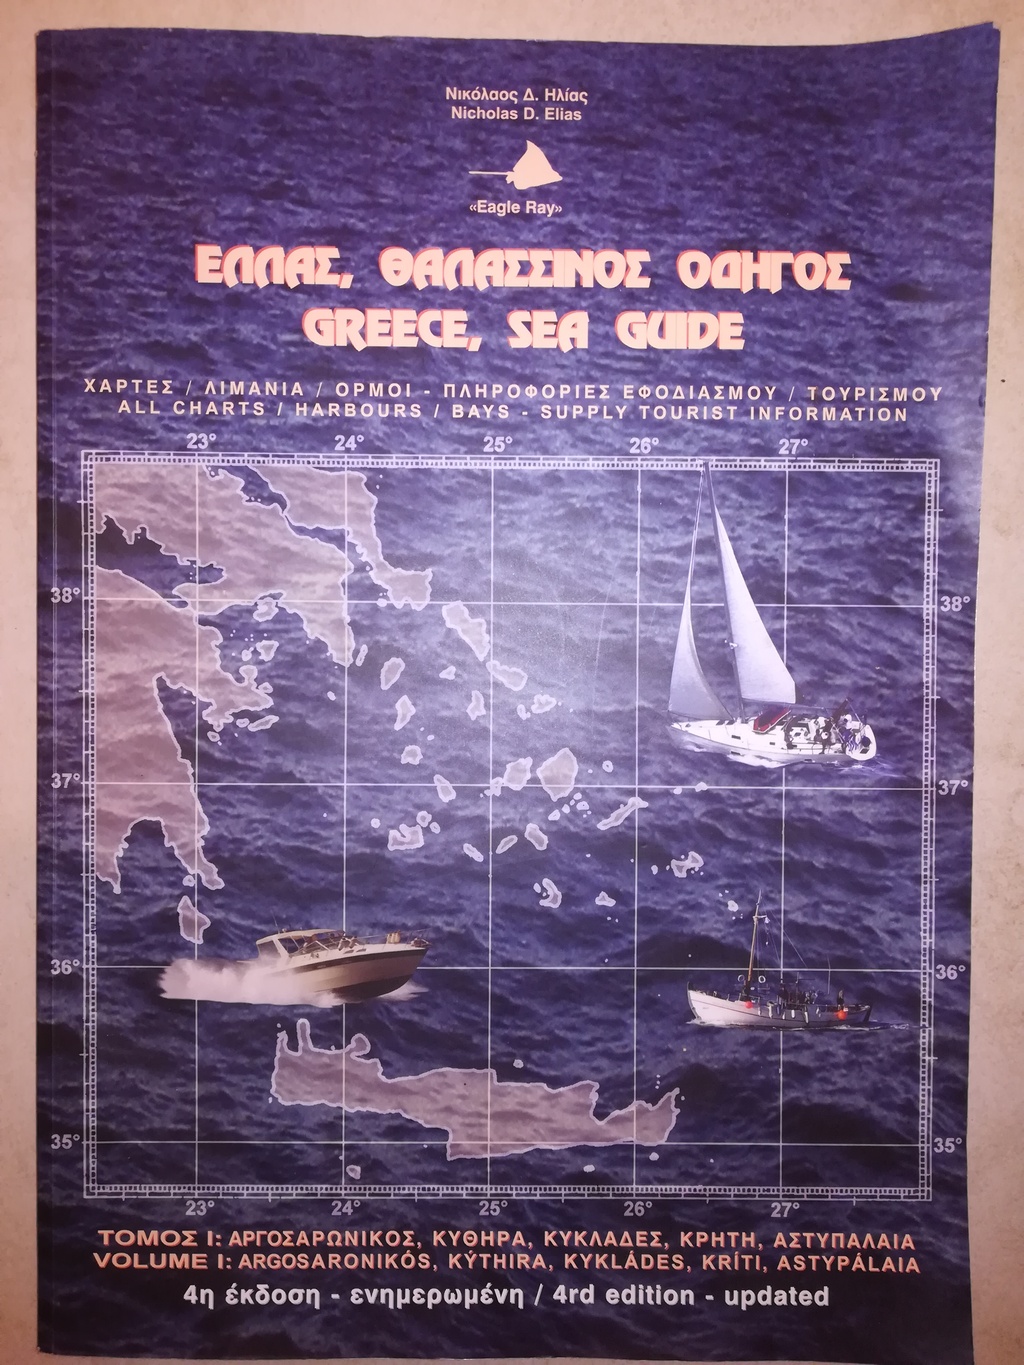 Νικόλαος Δ. Ηλίας
Nicholas D. Elias
«Eagle Ray»
ΕΛΛΑΣ, ΘΑΛΑΣΣΙΝΟΣ ΟΔΗΓΟΣ
GREECE, SEA GUIDE
ΧΑΡΤΕΣ / ΛΙΜΑΝΙΑ / ΟΡΜΟΙ - ΠΛΗΡΟΦΟΡΙΕΣ ΕΦΟΔΙΑΣΜΟΥ / ΤΟΥΡΙΣΜΟΥ
ALL CHARTS / HARBOURS / BAYS - SUPPLY TOURIST INFORMATION
23° 24° 25° 26° 27°
38° 38°
37° 37°
36° 36°
35° 35°
23° 24° 25° 26° 27°
ΤΟΜΟΣ Ι: ΑΡΓΟΣΑΡΩΝΙΚΟΣ, ΚΥΘΗΡΑ, ΚΥΚΛΑΔΕΣ, ΚΡΗΤΗ, ΑΣΤΥΠΑΛΑΙΑ
VOLUME I: ARGOSARONIKÓS, KÝTHIRA, KYKLÁDES, KRÍTI, ASTYPÁLAIA
4η έκδοση - ενημερωμένη / 4rd edition - updated